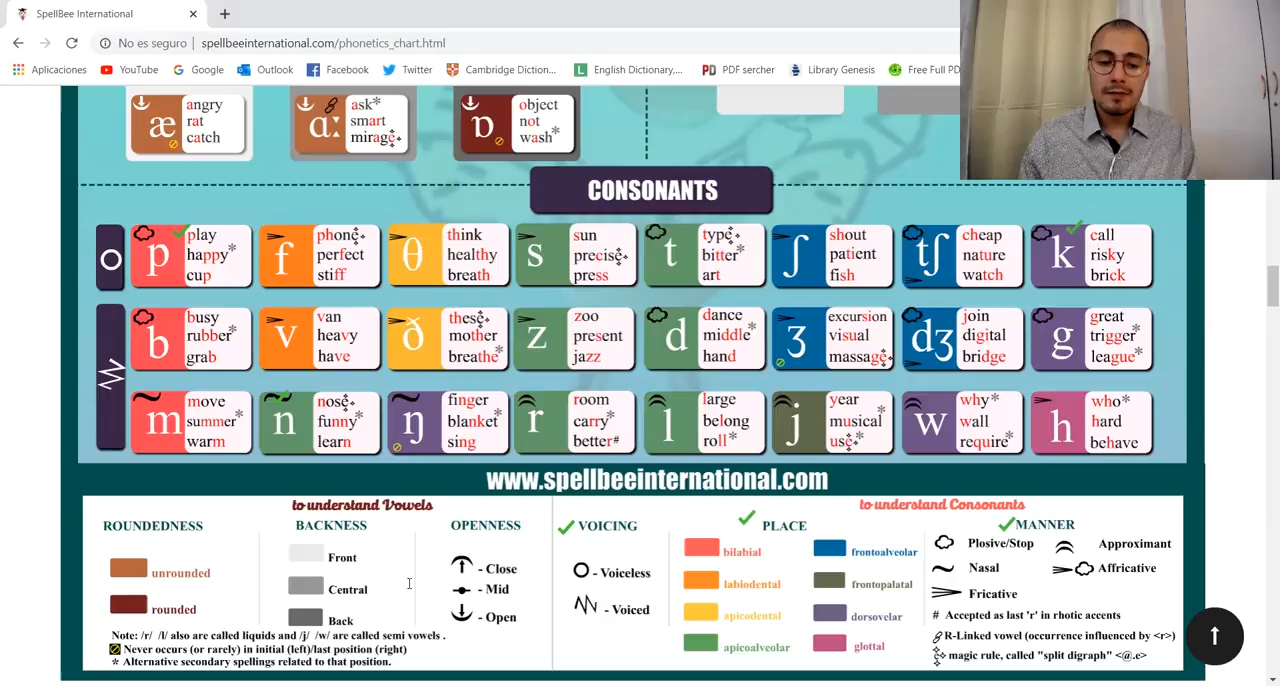 SpellBee International
No es seguro | spellbeeinternational.com/phonetics_chart.html
Aplicaciones YouTube Google Outlook Facebook Twitter Cambridge Diction... English Dictionary,... PDF sercher Library Genesis Free Full PD
æ angry rat catch
ɑː ask* smart mirage
ɒ object not wash*
CONSONANTS
p play happy* cup
f phone perfect stiff
θ think healthy breath
s sun precise press
t type bitter* art
ʃ shout patient fish
tʃ cheap nature watch
k call risky brick
b busy rubber* grab
v van heavy have
ð these mother* breathe*
z zoo present jazz
d dance middle* hand
ʒ excursion visual massage
dʒ join digital bridge
g great trigger* league*
m move summer* warm
n nose funny* learn
ŋ finger blanket* sing
r room carry* better#
l large belong roll*
j year musical use*
w why* wall require*
h who* hard behave
www.spellbeeinternational.com
to understand Vowels
to understand Consonants
ROUNDEDNESS
unrounded
rounded
BACKNESS
Front
Central
Back
OPENNESS
- Close
- Mid
- Open
Note: /r/ /l/ also are called liquids and /j/ /w/ are called semi vowels .
Never occurs (or rarely) in initial (left)/last position (right)
* Alternative secondary spellings related to that position.
VOICING
- Voiceless
- Voiced
PLACE
bilabial
labiodental
apicodental
apicoalveolar
frontoalveolar
frontopalatal
dorsovelar
glottal
MANNER
Plosive/Stop
Approximant
Nasal
Affricative
Fricative
# Accepted as last 'r' in rhotic accents
R-Linked vowel (occurrence influenced by <r>)
magic rule, called "split digraph" <@.e>